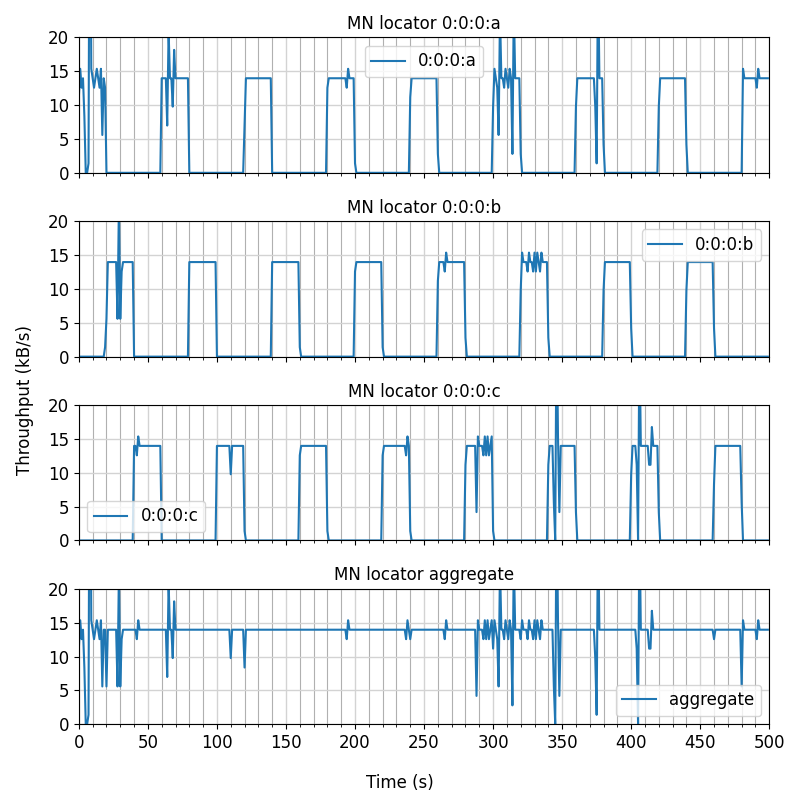 MN locator 0:0:0:a
20
15
10
5
0
0:0:0:a
MN locator 0:0:0:b
20
15
10
5
0
0:0:0:b
MN locator 0:0:0:c
20
15
10
5
0
0:0:0:c
MN locator aggregate
20
15
10
5
0
aggregate
0 50 100 150 200 250 300 350 400 450 500
Throughput (kB/s)
Time (s)